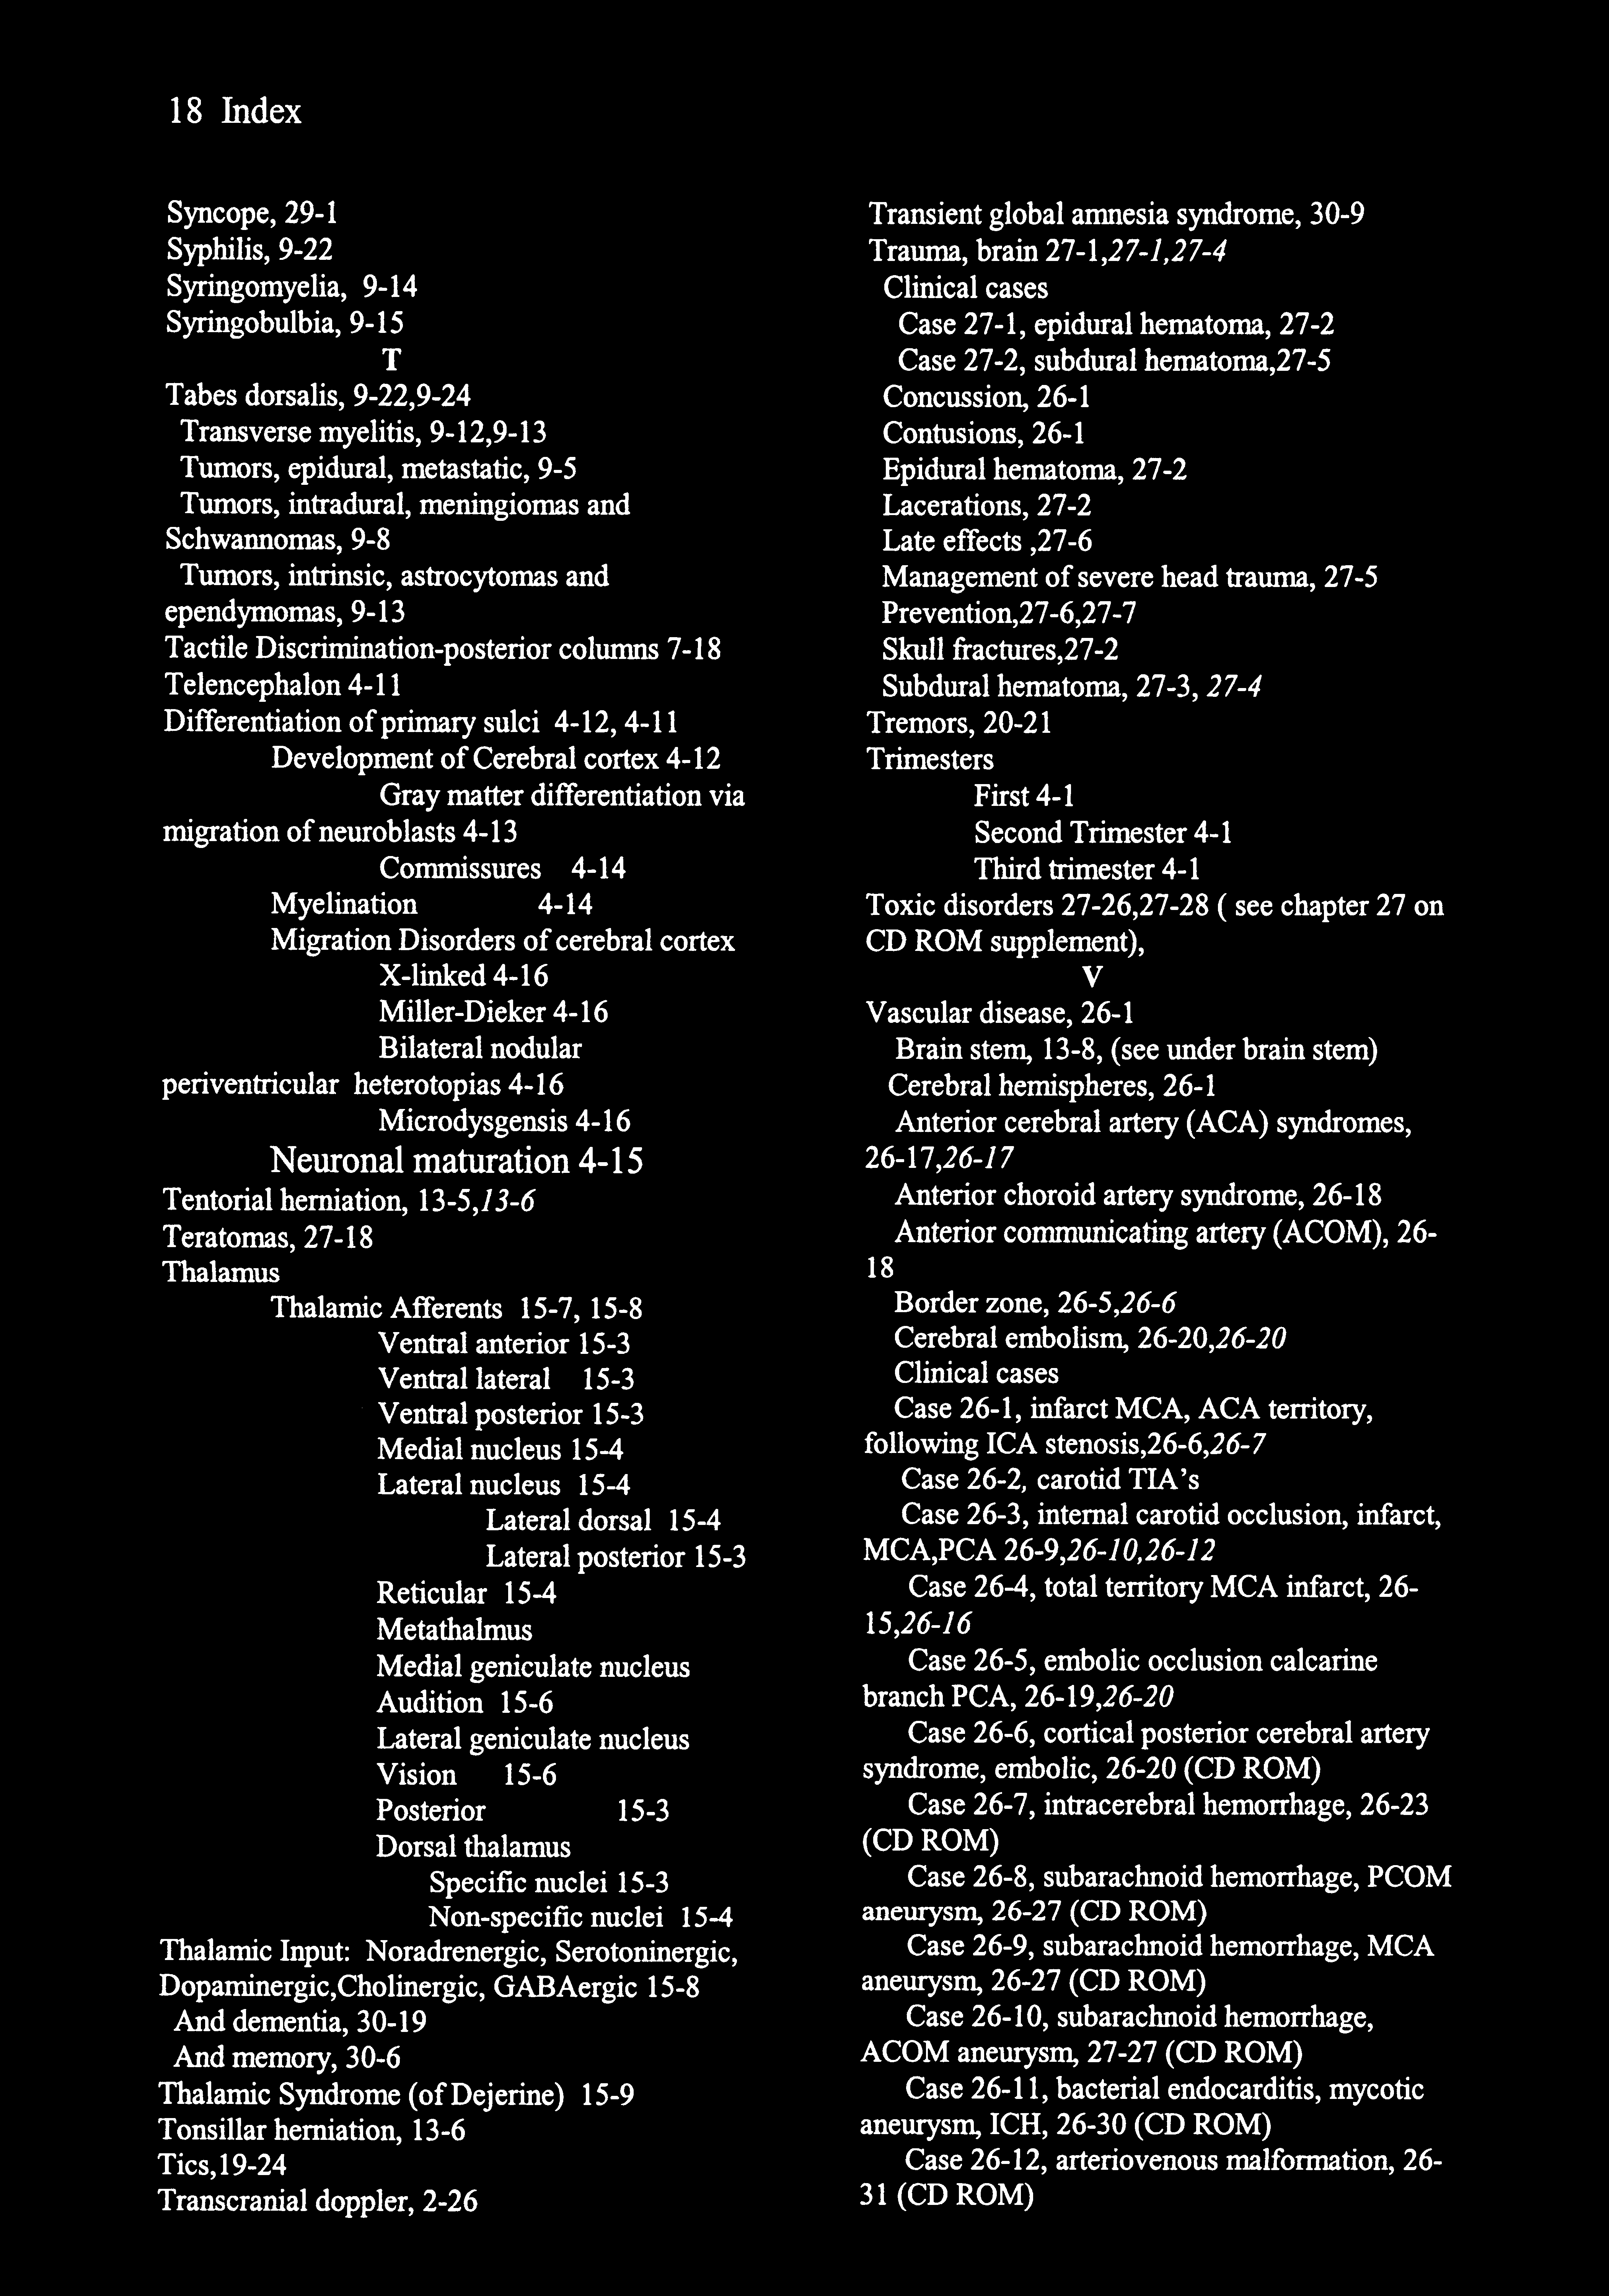 18 Index
Syncope, 29-1
Syphilis, 9-22
Syringomyelia, 9-14
Syringobulbia, 9-15
T
Tabes dorsalis, 9-22,9-24
Transverse myelitis, 9-12,9-13
Tumors, epidural, metastatic, 9-5
Tumors, intradural, meningiomas and
Schwannomas, 9-8
Tumors, intrinsic, astrocytomas and
ependymomas, 9-13
Tactile Discrimination-posterior columns 7-18
Telencephalon 4-11
Differentiation of primary sulci 4-12, 4-11
Development of Cerebral cortex 4-12
Gray matter differentiation via
migration of neuroblasts 4-13
Commissures 4-14
Myelination 4-14
Migration Disorders of cerebral cortex
X-linked 4-16
Miller-Dieker 4-16
Bilateral nodular
periventricular heterotopias 4-16
Microdysgensis 4-16
Neuronal maturation 4-15
Tentorial herniation, 13-5,13-6
Teratomas, 27-18
Thalamus
Thalamic Afferents 15-7, 15-8
Ventral anterior 15-3
Ventral lateral 15-3
Ventral posterior 15-3
Medial nucleus 15-4
Lateral nucleus 15-4
Lateral dorsal 15-4
Lateral posterior 15-3
Reticular 15-4
Metathalmus
Medial geniculate nucleus
Audition 15-6
Lateral geniculate nucleus
Vision 15-6
Posterior 15-3
Dorsal thalamus
Specific nuclei 15-3
Non-specific nuclei 15-4
Thalamic Input: Noradrenergic, Serotoninergic,
Dopaminergic,Cholinergic, GABAergic 15-8
And dementia, 30-19
And memory, 30-6
Thalamic Syndrome (of Dejerine) 15-9
Tonsillar herniation, 13-6
Tics,19-24
Transcranial doppler, 2-26
Transient global amnesia syndrome, 30-9
Trauma, brain 27-1,27-1,27-4
Clinical cases
Case 27-1, epidural hematoma, 27-2
Case 27-2, subdural hematoma,27-5
Concussion, 26-1
Contusions, 26-1
Epidural hematoma, 27-2
Lacerations, 27-2
Late effects ,27-6
Management of severe head trauma, 27-5
Prevention,27-6,27-7
Skull fractures,27-2
Subdural hematoma, 27-3, 27-4
Tremors, 20-21
Trimesters
First 4-1
Second Trimester 4-1
Third trimester 4-1
Toxic disorders 27-26,27-28 ( see chapter 27 on
CD ROM supplement),
V
Vascular disease, 26-1
Brain stem, 13-8, (see under brain stem)
Cerebral hemispheres, 26-1
Anterior cerebral artery (ACA) syndromes,
26-17,26-17
Anterior choroid artery syndrome, 26-18
Anterior communicating artery (ACOM), 26-
18
Border zone, 26-5,26-6
Cerebral embolism, 26-20,26-20
Clinical cases
Case 26-1, infarct MCA, ACA territory,
following ICA stenosis,26-6,26-7
Case 26-2, carotid TIA's
Case 26-3, internal carotid occlusion, infarct,
MCA,PCA 26-9,26-10,26-12
Case 26-4, total territory MCA infarct, 26-
15,26-16
Case 26-5, embolic occlusion calcarine
branch PCA, 26-19,26-20
Case 26-6, cortical posterior cerebral artery
syndrome, embolic, 26-20 (CD ROM)
Case 26-7, intracerebral hemorrhage, 26-23
(CD ROM)
Case 26-8, subarachnoid hemorrhage, PCOM
aneurysm, 26-27 (CD ROM)
Case 26-9, subarachnoid hemorrhage, MCA
aneurysm, 26-27 (CD ROM)
Case 26-10, subarachnoid hemorrhage,
ACOM aneurysm, 27-27 (CD ROM)
Case 26-11, bacterial endocarditis, mycotic
aneurysm, ICH, 26-30 (CD ROM)
Case 26-12, arteriovenous malformation, 26-
31 (CD ROM)